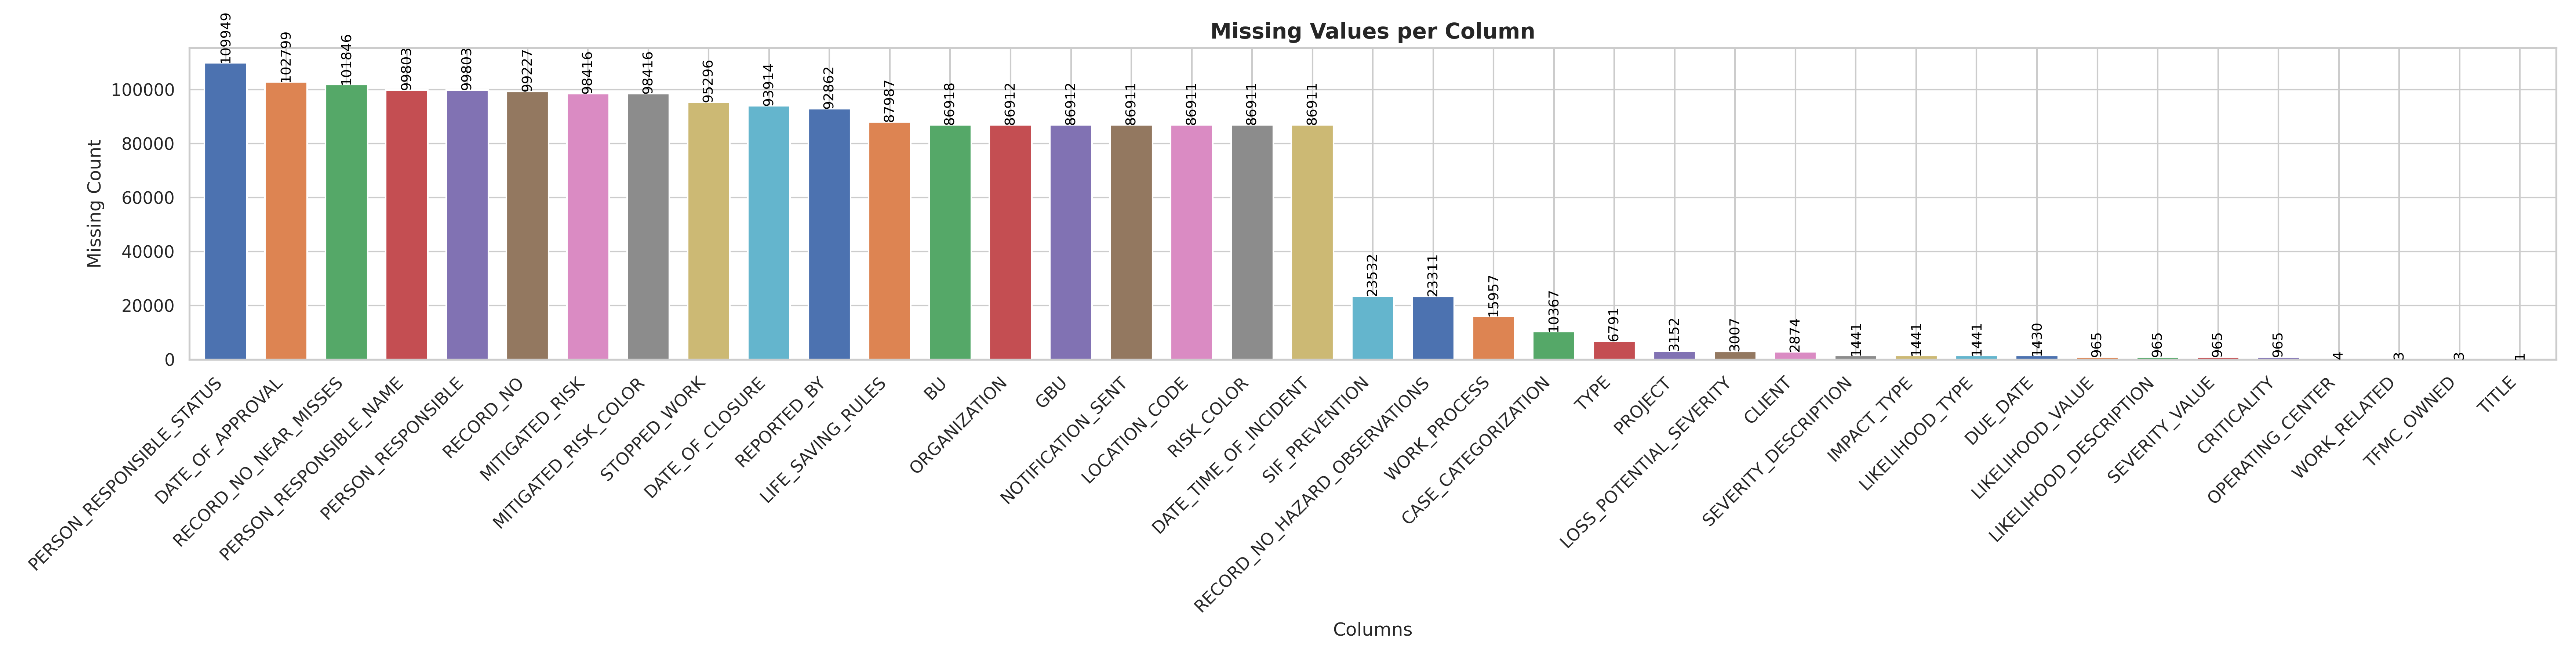 Missing Values per Column
Missing Count
100000
80000
60000
40000
20000
0
109949
102799
101846
99803
99803
99227
98416
98416
95296
93914
92862
87987
86918
86912
86912
86911
86911
86911
86911
23532
23311
15957
10367
6791
3152
3007
2874
1441
1441
1441
1430
965
965
965
965
4
3
3
1
PERSON_RESPONSIBLE_STATUS
DATE_OF_APPROVAL
RECORD_NO_NEAR_MISSES
PERSON_RESPONSIBLE_NAME
PERSON_RESPONSIBLE
RECORD_NO
MITIGATED_RISK
MITIGATED_RISK_COLOR
STOPPED_WORK
DATE_OF_CLOSURE
REPORTED_BY
LIFE_SAVING_RULES
BU
ORGANIZATION
GBU
NOTIFICATION_SENT
LOCATION_CODE
RISK_COLOR
DATE_TIME_OF_INCIDENT
SIF_PREVENTION
RECORD_NO_HAZARD_OBSERVATIONS
WORK_PROCESS
CASE_CATEGORIZATION
TYPE
PROJECT
LOSS_POTENTIAL_SEVERITY
CLIENT
SEVERITY_DESCRIPTION
IMPACT_TYPE
LIKELIHOOD_TYPE
DUE_DATE
LIKELIHOOD_VALUE
LIKELIHOOD_DESCRIPTION
SEVERITY_VALUE
CRITICALITY
OPERATING_CENTER
WORK_RELATED
TFMC_OWNED
TITLE
Columns